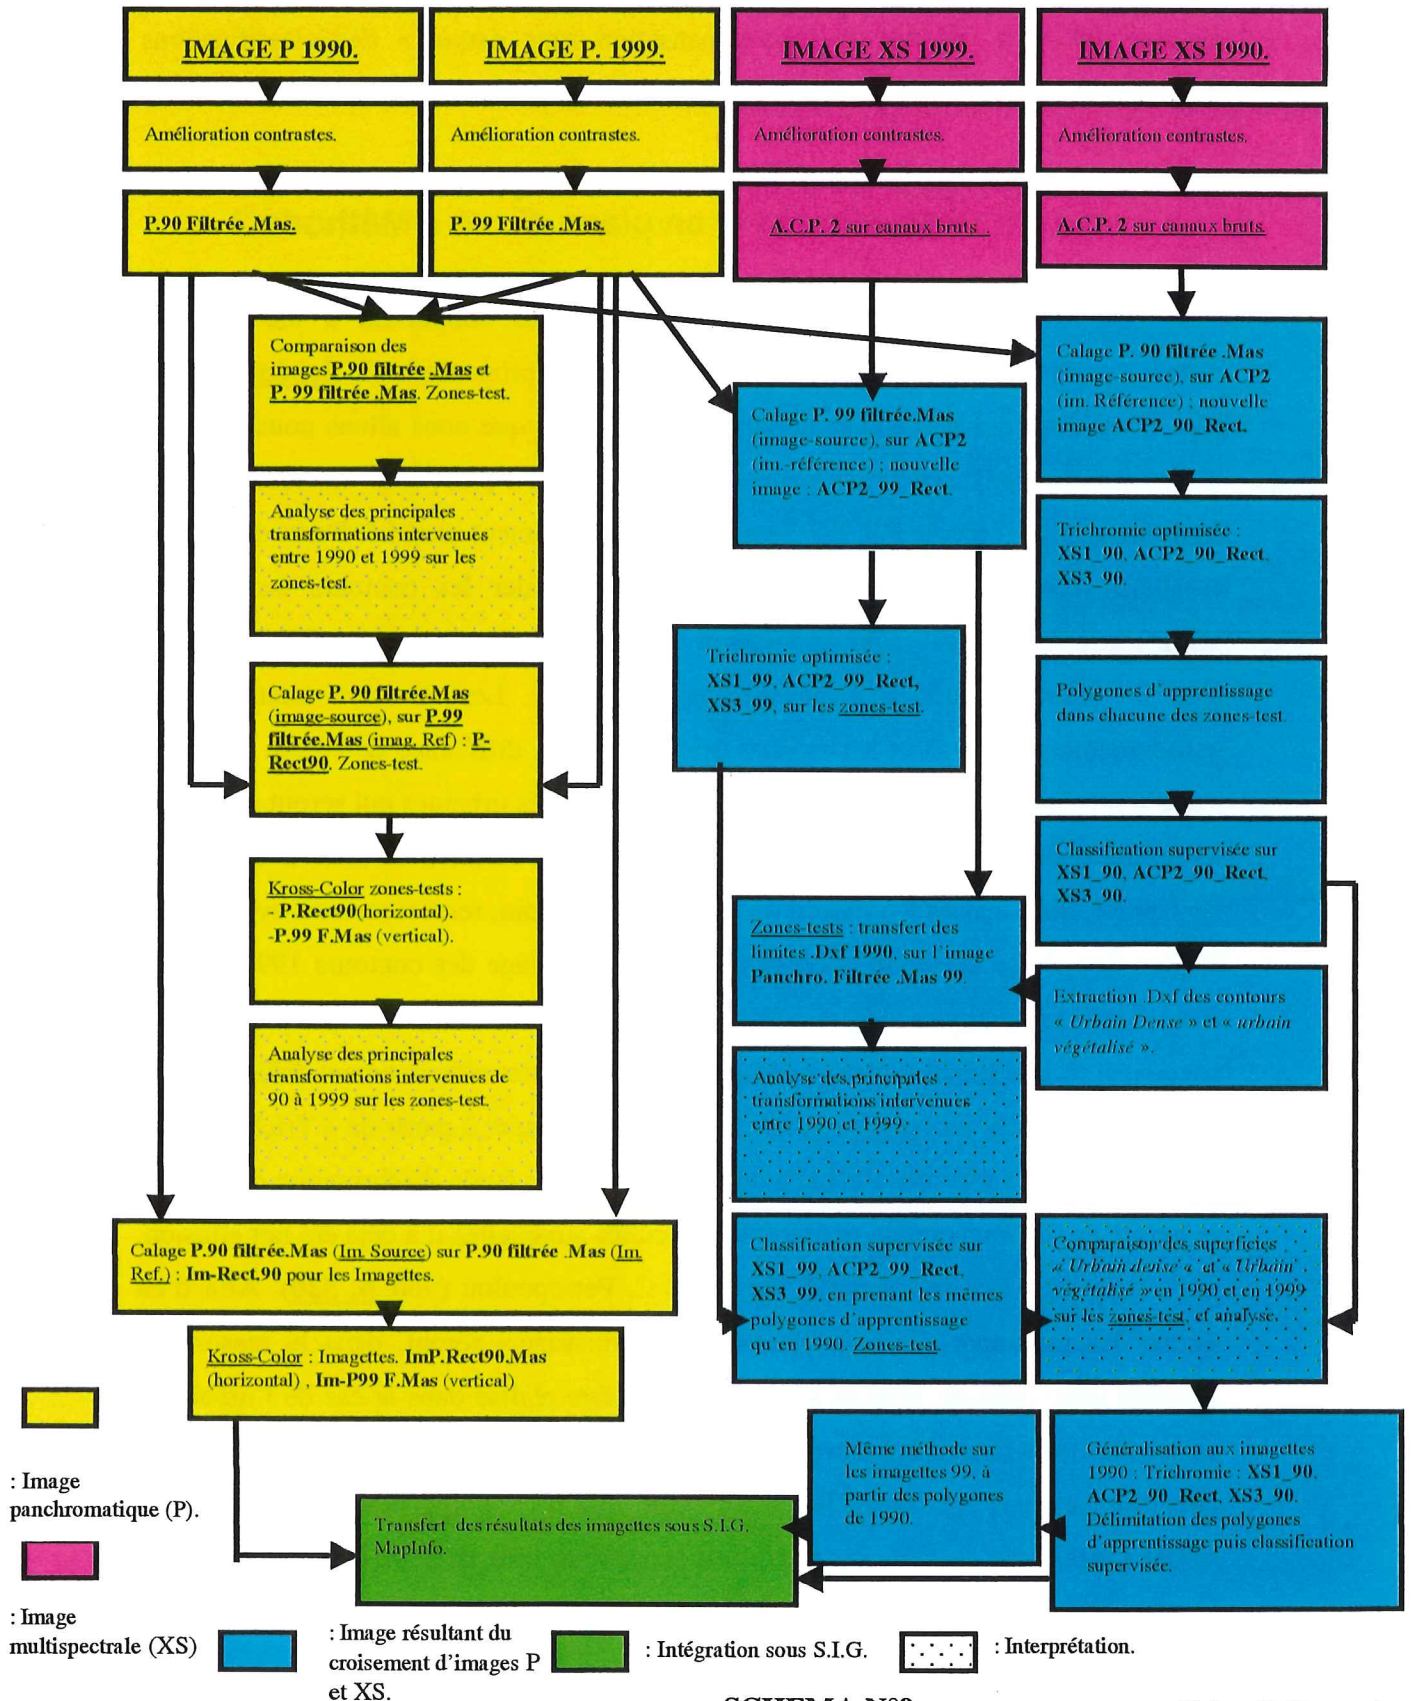 IMAGE P 1990.
IMAGE P. 1999.
IMAGE XS 1999.
IMAGE XS 1990.
Amélioration contrastes.
Amélioration contrastes.
Amélioration contrastes.
Amélioration contrastes.
P.90 Filtrée .Mas.
P. 99 Filtrée .Mas.
A.C.P. 2 sur canaux bruts .
A.C.P. 2 sur canaux bruts.
Comparaison des
images P.90 filtrée .Mas et
P. 99 filtrée .Mas. Zones-test.
Analyse des principales
transformations intervenues
entre 1990 et 1999 sur les
zones-test.
Calage P. 90 filtrée.Mas
(image-source), sur P.99
filtrée.Mas (imag. Ref) : P-
Rect90. Zones-test.
Kross-Color zones-tests :
- P.Rect90(horizontal).
-P.99 F.Mas (vertical).
Analyse des principales
transformations intervenues de
90 à 1999 sur les zones-test.
Calage P.90 filtrée.Mas (Im. Source) sur P.90 filtrée .Mas (Im.
Ref.) : Im-Rect.90 pour les Imagettes.
Kross-Color : Imagettes. ImP.Rect90.Mas
(horizontal) , Im-P99 F.Mas (vertical)
Calage P. 99 filtrée.Mas
(image-source), sur ACP2
(im.-référence) ; nouvelle
image : ACP2_99_Rect.
Trichromie optimisée :
XS1_99, ACP2_99_Rect,
XS3_99, sur les zones-test.
Zones-tests : transfert des
limites .Dxf 1990, sur l'image
Panchro. Filtrée .Mas 99.
Analyse des principales
transformations intervenues
entre 1990 et 1999.
Classification supervisée sur
XS1_99, ACP2_99_Rect,
XS3_99, en prenant les mêmes
polygones d'apprentissage
qu'en 1990. Zones-test.
Calage P. 90 filtrée .Mas
(image-source), sur ACP2
(im. Référence) ; nouvelle
image ACP2_90_Rect.
Trichromie optimisée :
XS1_90, ACP2_90_Rect,
XS3_90.
Polygones d'apprentissage
dans chacune des zones-test.
Classification supervisée sur
XS1_90, ACP2_90_Rect,
XS3_90.
Extraction .Dxf des contours
« Urbain Dense » et « urbain
végétalisé ».
Comparaison des superficies
« Urbain dense « et « Urbain
végétalisé » en 1990 et en 1999
sur les zones-test, et analyse.
Même méthode sur
les imagettes 99, à
partir des polygones
de 1990.
Généralisation aux imagettes
1990 : Trichromie : XS1_90,
ACP2_90_Rect, XS3_90.
Délimitation des polygones
d'apprentissage puis classification
supervisée.
Transfert des résultats des imagettes sous S.I.G.
MapInfo.
: Image
panchromatique (P).
: Image
multispectrale (XS)
: Image résultant du
croisement d'images P
et XS.
: Intégration sous S.I.G.
: Interprétation.